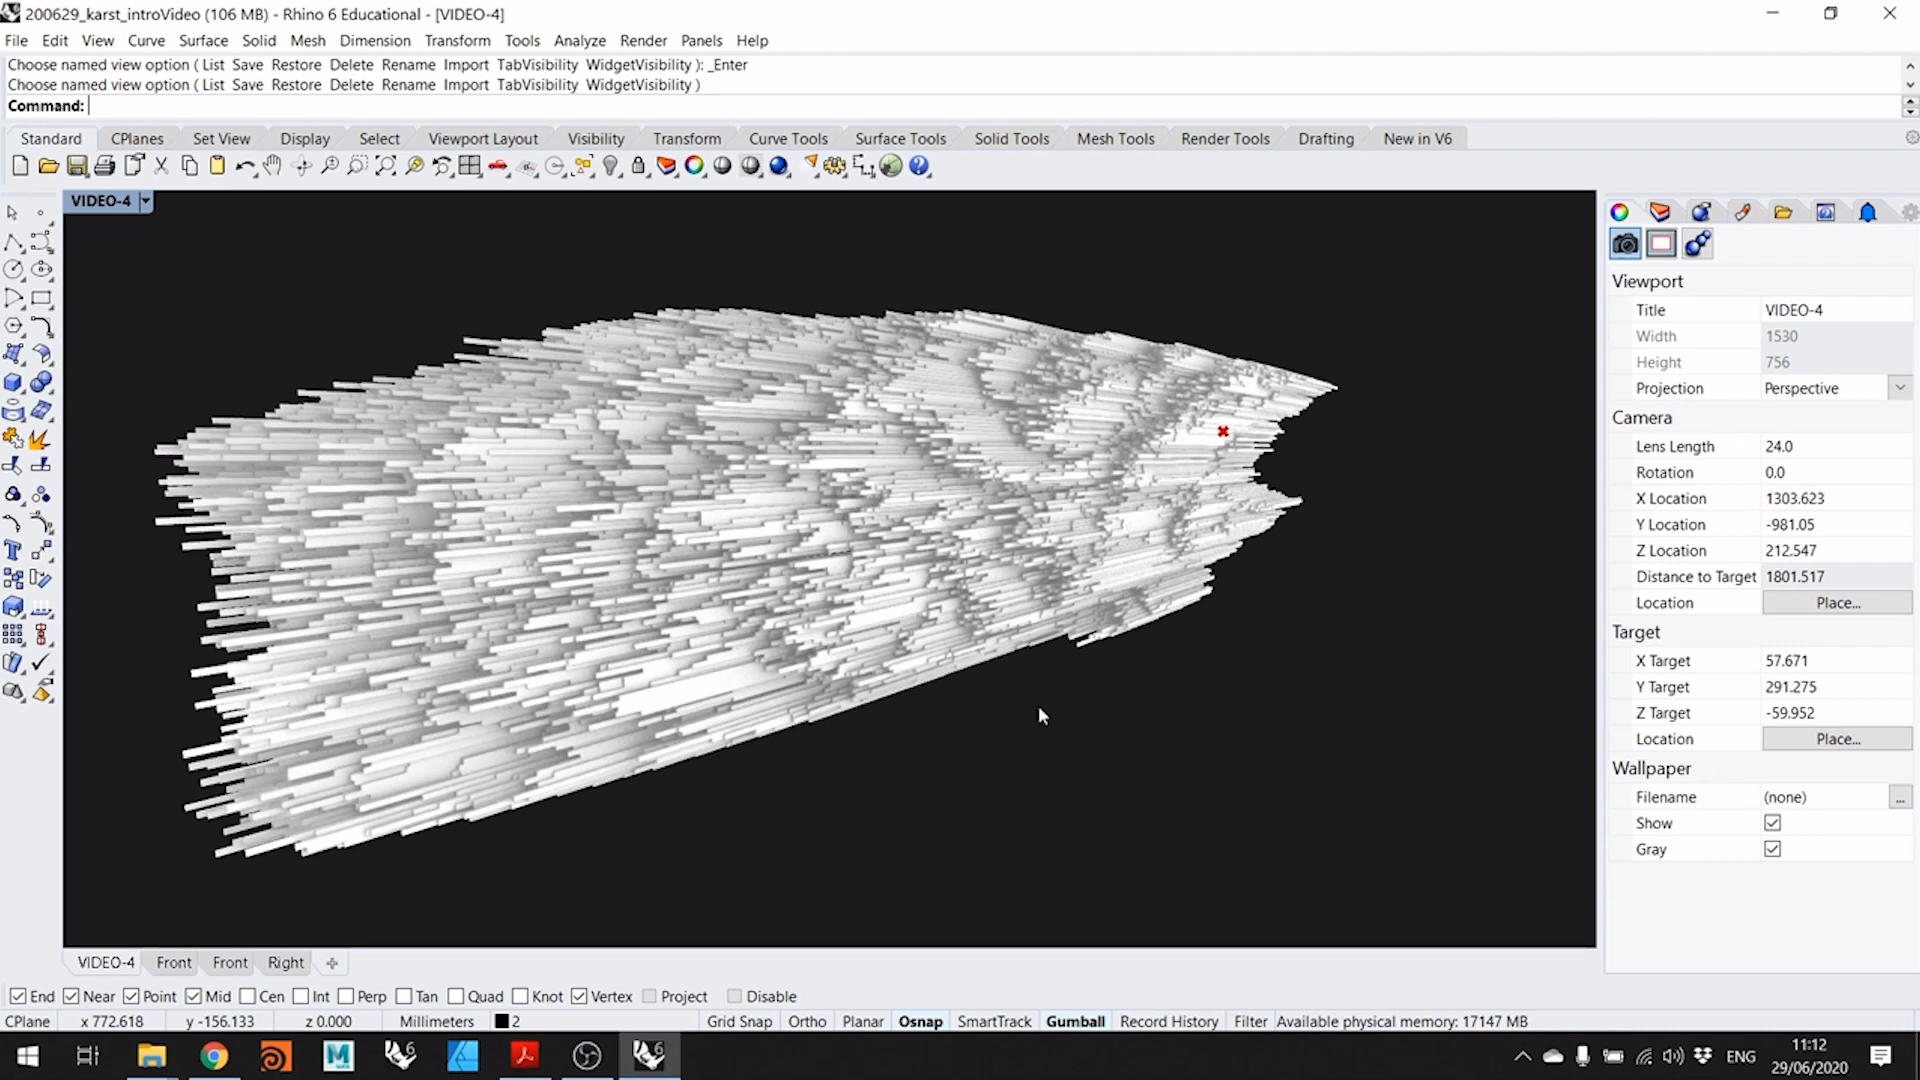 200629_karst_introVideo (106 MB) - Rhino 6 Educational - [VIDEO-4]
File Edit View Curve Surface Solid Mesh Dimension Transform Tools Analyze Render Panels Help
Choose named view option ( List Save Restore Delete Rename Import TabVisibility WidgetVisibility ): _Enter
Choose named view option ( List Save Restore Delete Rename Import TabVisibility WidgetVisibility )
Command:
Standard CPlanes Set View Display Select Viewport Layout Visibility Transform Curve Tools Surface Tools Solid Tools Mesh Tools Render Tools Drafting New in V6
VIDEO-4
Viewport
Title VIDEO-4
Width 1530
Height 756
Projection Perspective
Camera
Lens Length 24.0
Rotation 0.0
X Location 1303.623
Y Location -981.05
Z Location 212.547
Distance to Target 1801.517
Location Place...
Target
X Target 57.671
Y Target 291.275
Z Target -59.952
Location Place...
Wallpaper
Filename (none) ...
Show
Gray
VIDEO-4 Front Front Right
End Near Point Mid Cen Int Perp Tan Quad Knot Vertex Project Disable
CPlane x 772.618 y -156.133 z 0.000 Millimeters 2 Grid Snap Ortho Planar Osnap SmartTrack Gumball Record History Filter Available physical memory: 17147 MB
6 6 ENG 11:12
29/06/2020